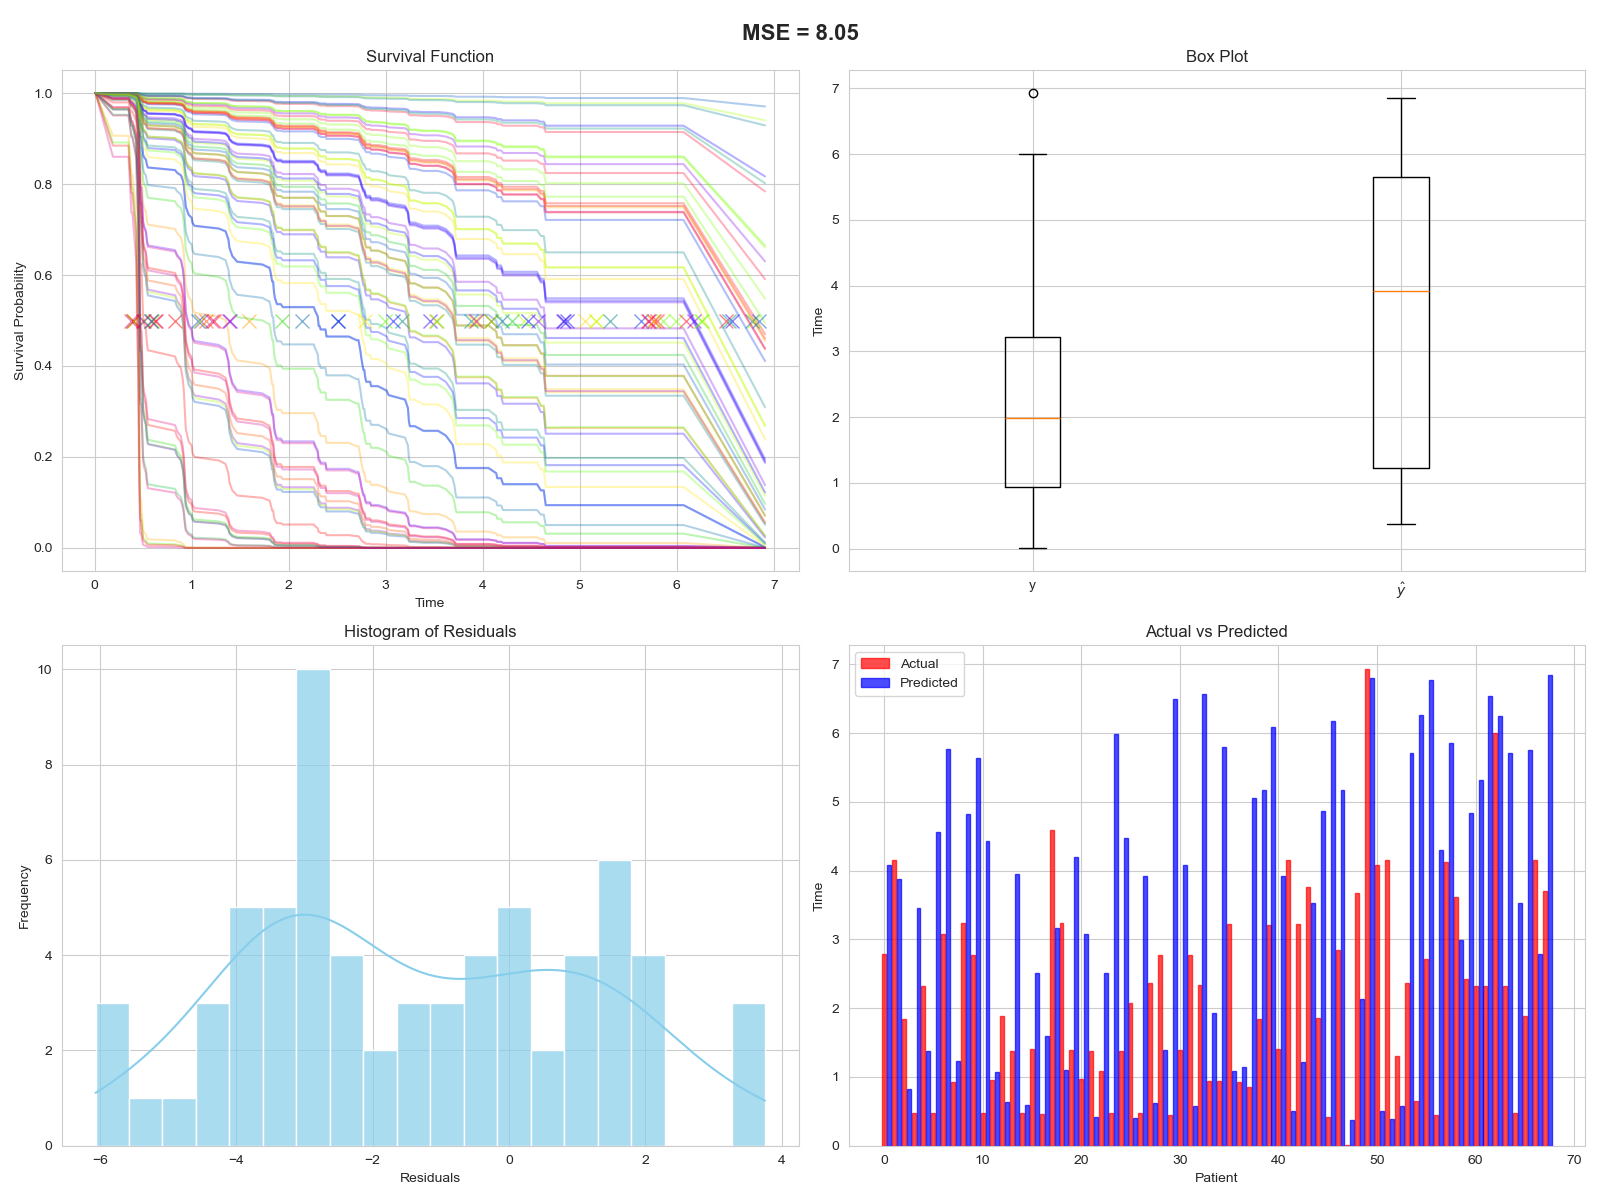 MSE = 8.05
Survival Function
Survival Probability
1.0
0.8
0.6
0.4
0.2
0.0
0 1 2 3 4 5 6 7
Time
Box Plot
Time
7
6
5
4
3
2
1
0
y ŷ
Histogram of Residuals
Frequency
10
8
6
4
2
0
−6 −4 −2 0 2 4
Residuals
Actual vs Predicted
Actual
Predicted
Time
7
6
5
4
3
2
1
0
0 10 20 30 40 50 60 70
Patient